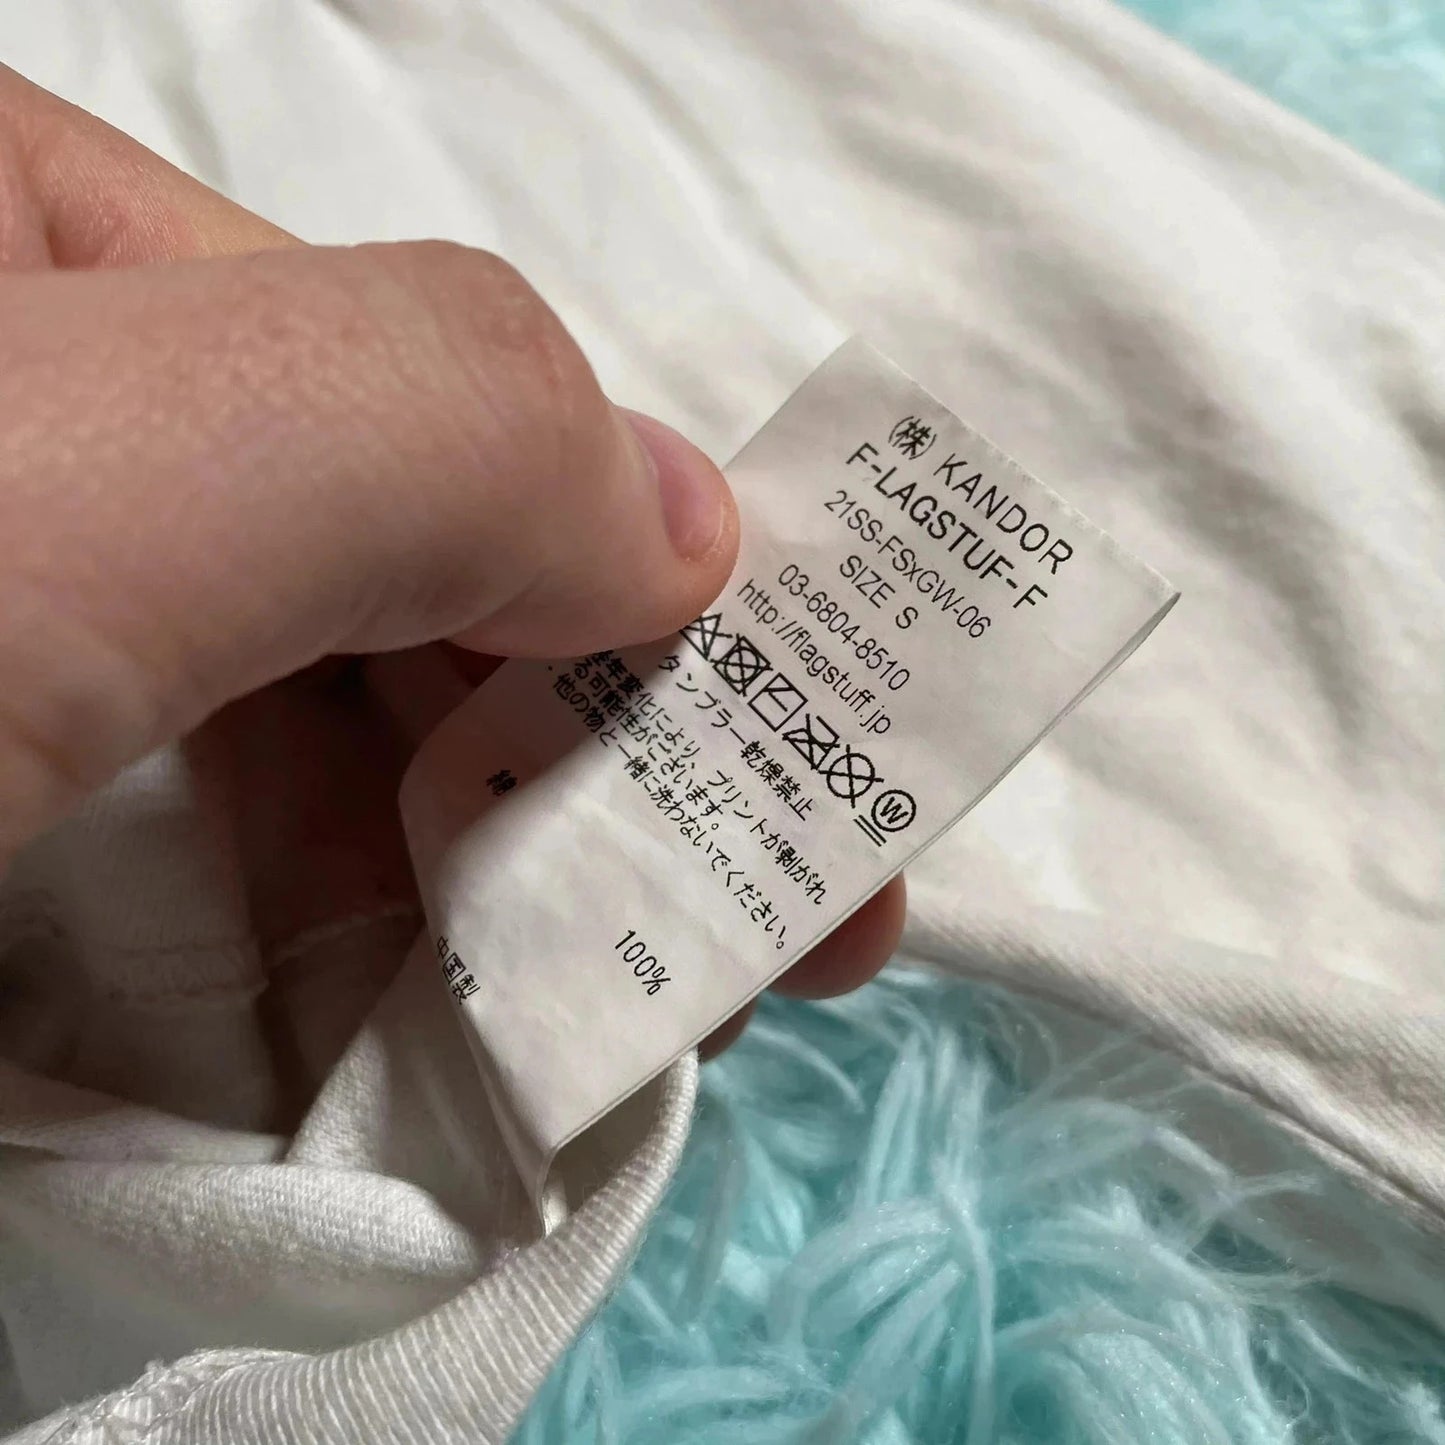 (株) KANDOR
F-LAGSTUF-F
21SS-FSxGW-06
SIZE S
03-6804-8510
http://flagstuff.jp
W
タンブラー乾燥禁止
年変化により、プリントが剥がれ
る可能性がございます。
・他の物と一緒に洗わないでください。
綿 100%
中国製